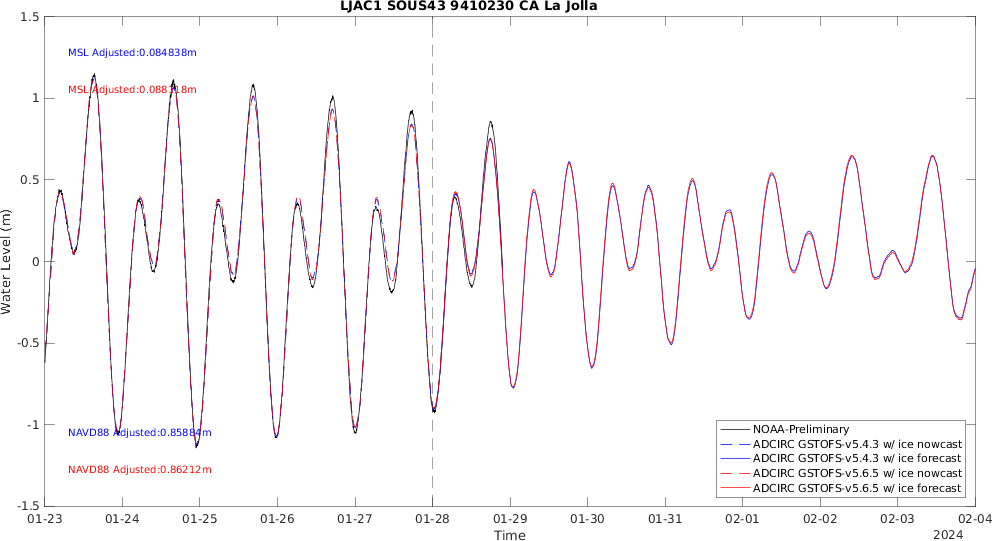 LJAC1 SOUS43 9410230 CA La Jolla
1.5
1
0.5
0
-0.5
-1
-1.5
Water Level (m)
MSL Adjusted:0.084838m
MSL
NAVD88 Adjusted:0.85884m
NAVD88 Adjusted:0.86212m
NOAA-Preliminary
ADCIRC GSTOFS-v5.4.3 w/ ice nowcast
ADCIRC GSTOFS-v5.4.3 w/ ice forecast
ADCIRC GSTOFS-v5.6.5 w/ ice nowcast
ADCIRC GSTOFS-v5.6.5 w/ ice forecast
01-23 01-24 01-25 01-26 01-27 01-28 01-29 01-30 01-31 02-01 02-02 02-03 02-04
Time
2024